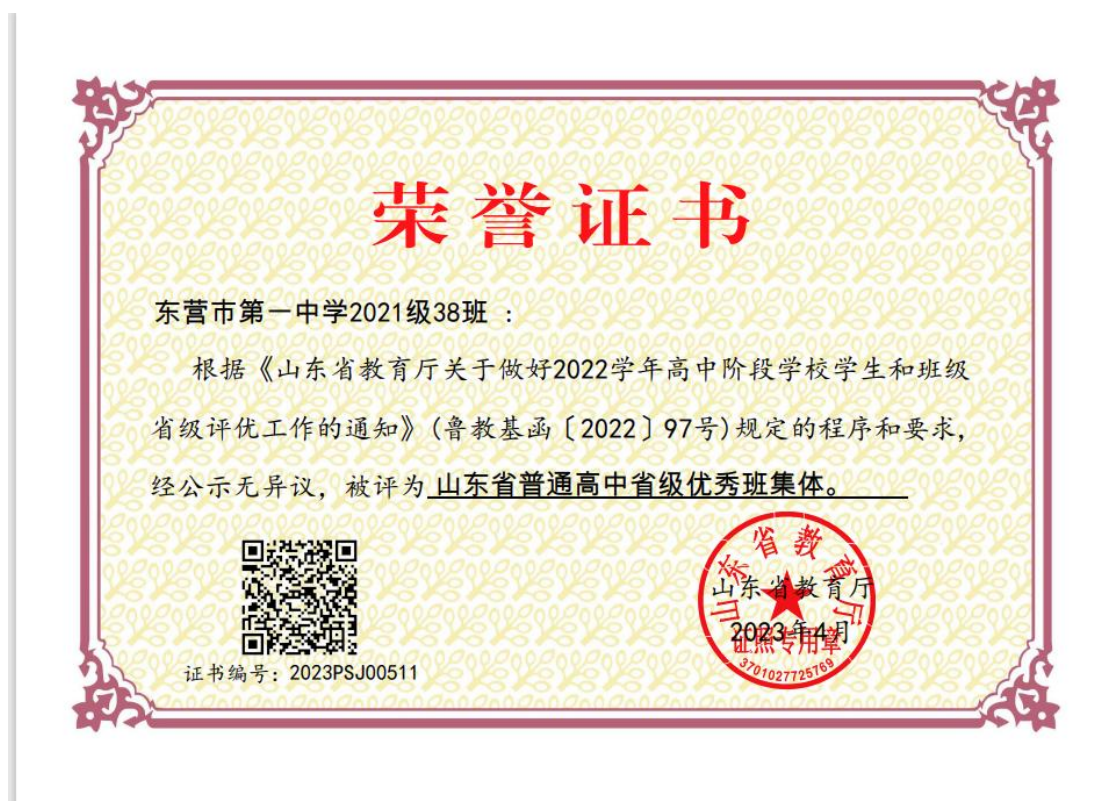 荣誉证书
东营市第一中学2021级38班 ：
根据《山东省教育厅关于做好2022学年高中阶段学校学生和班级
省级评优工作的通知》(鲁教基函〔2022〕97号)规定的程序和要求，
经公示无异议，被评为 山东省普通高中省级优秀班集体。
山东省教育厅
山东省教育厅
2023年4月
证照专用章
3701027725769
证书编号：2023PSJ00511